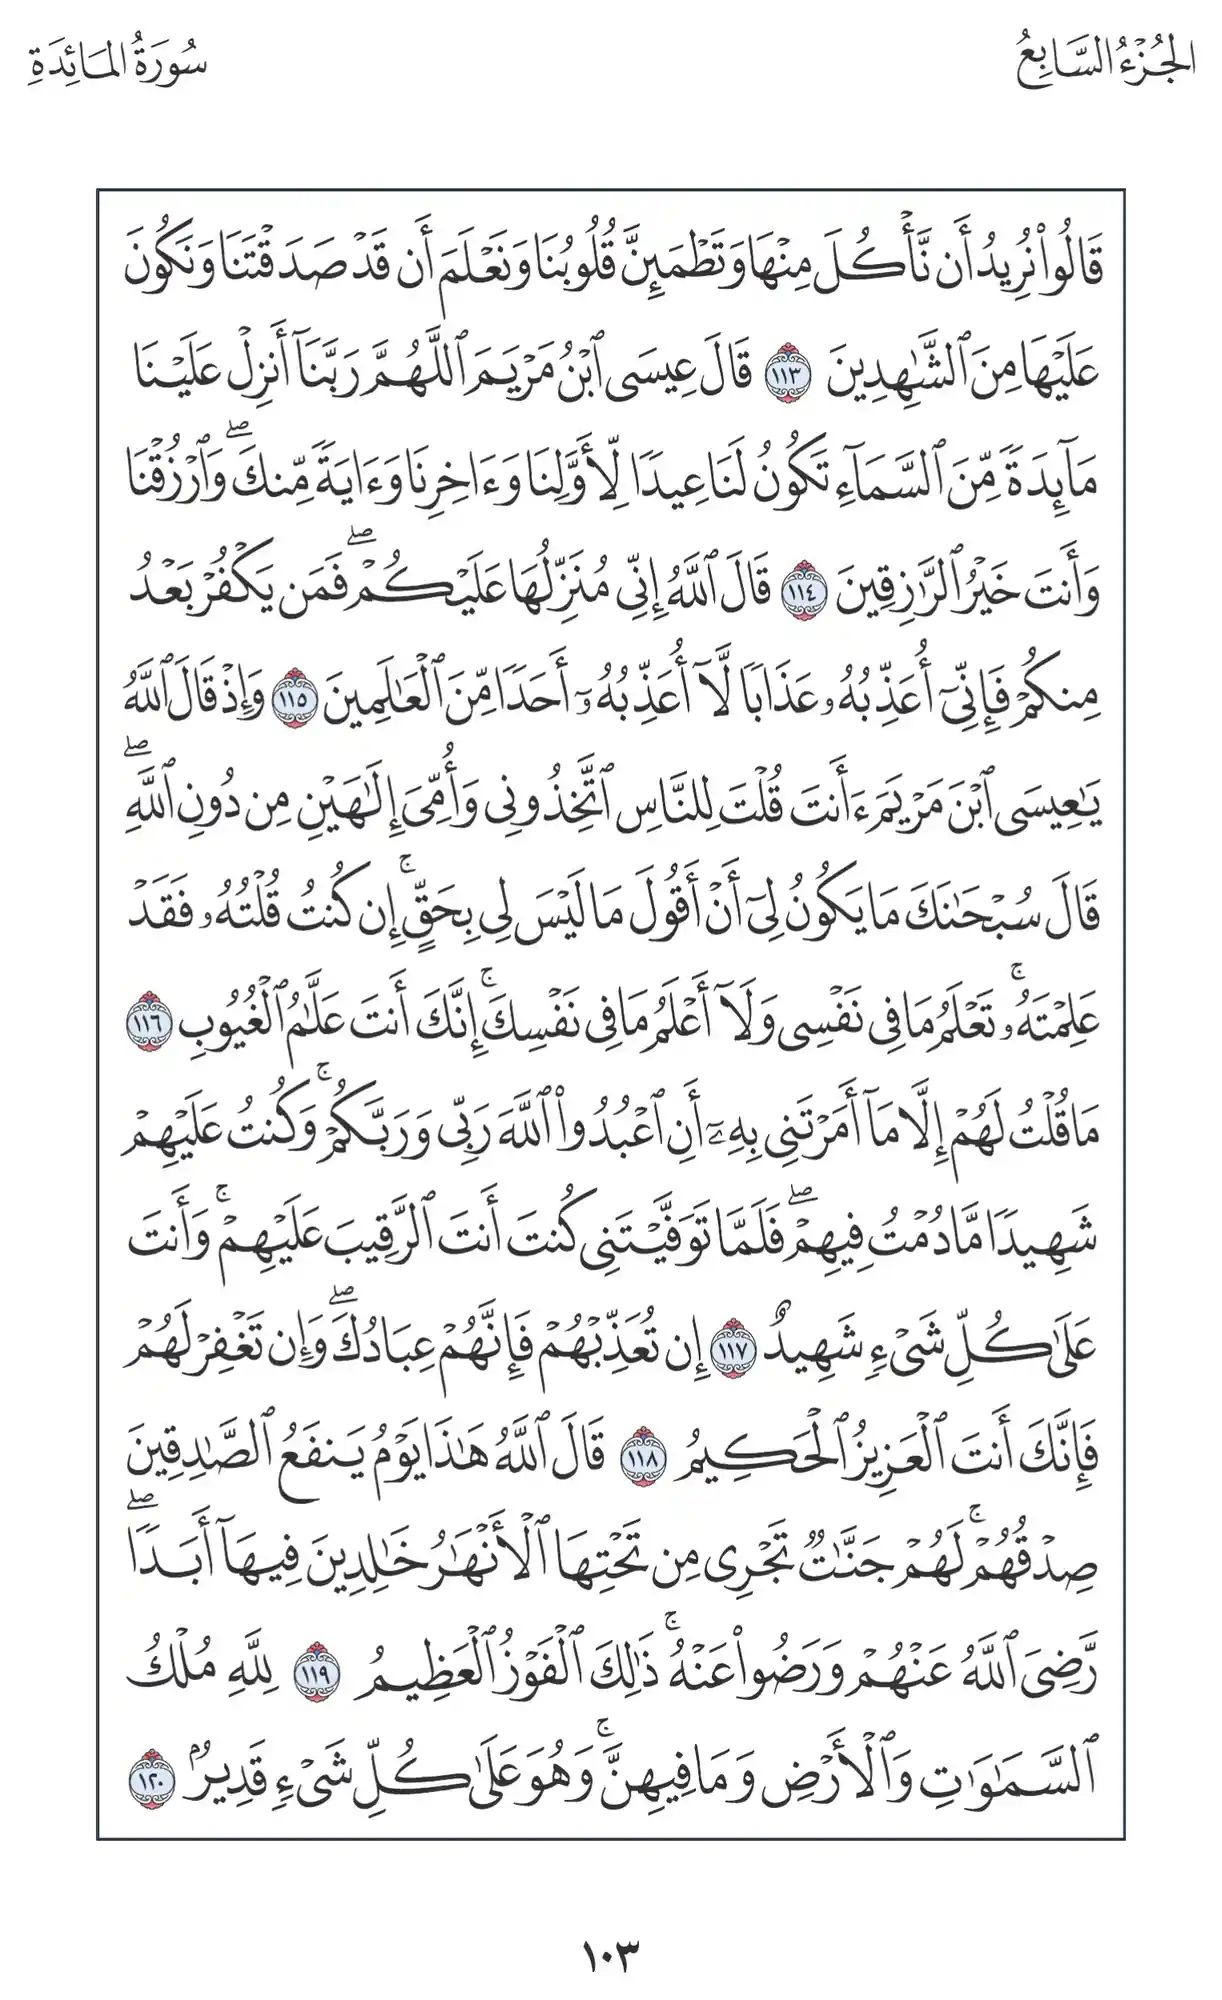 الجُزْءُ السَّابِعُ
سُورَةُ المَائِدَةِ
قَالُوا۟ نُرِيدُ أَن نَّأْكُلَ مِنْهَا وَتَطْمَئِنَّ قُلُوبُنَا وَنَعْلَمَ أَن قَدْ صَدَقْتَنَا وَنَكُونَ
عَلَيْهَا مِنَ ٱلشَّٰهِدِينَ ١١٣ قَالَ عِيسَى ٱبْنُ مَرْيَمَ ٱللَّهُمَّ رَبَّنَآ أَنزِلْ عَلَيْنَا
مَآئِدَةً مِّنَ ٱلسَّمَآءِ تَكُونُ لَنَا عِيدًا لِّأَوَّلِنَا وَءَاخِرِنَا وَءَايَةً مِّنكَ ۖ وَٱرْزُقْنَا
وَأَنتَ خَيْرُ ٱلرَّٰزِقِينَ ١١٤ قَالَ ٱللَّهُ إِنِّى مُنَزِّلُهَا عَلَيْكُمْ ۖ فَمَن يَكْفُرْ بَعْدُ
مِنكُمْ فَإِنِّىٓ أُعَذِّبُهُۥ عَذَابًا لَّآ أُعَذِّبُهُۥٓ أَحَدًا مِّنَ ٱلْعَٰلَمِينَ ١١٥ وَإِذْ قَالَ ٱللَّهُ
يَٰعِيسَى ٱبْنَ مَرْيَمَ ءَأَنتَ قُلْتَ لِلنَّاسِ ٱتَّخِذُونِى وَأُمِّىَ إِلَٰهَيْنِ مِن دُونِ ٱللَّهِ ۖ
قَالَ سُبْحَٰنَكَ مَا يَكُونُ لِىٓ أَنْ أَقُولَ مَا لَيْسَ لِى بِحَقٍّ ۚ إِن كُنتُ قُلْتُهُۥ فَقَدْ
عَلِمْتَهُۥ ۚ تَعْلَمُ مَا فِى نَفْسِى وَلَآ أَعْلَمُ مَا فِى نَفْسِكَ ۚ إِنَّكَ أَنتَ عَلَّٰمُ ٱلْغُيُوبِ ١١٦
مَا قُلْتُ لَهُمْ إِلَّا مَآ أَمَرْتَنِى بِهِۦٓ أَنِ ٱعْبُدُوا۟ ٱللَّهَ رَبِّى وَرَبَّكُمْ ۚ وَكُنتُ عَلَيْهِمْ
شَهِيدًا مَّا دُمْتُ فِيهِمْ ۖ فَلَمَّا تَوَفَّيْتَنِى كُنتَ أَنتَ ٱلرَّقِيبَ عَلَيْهِمْ ۚ وَأَنتَ
عَلَىٰ كُلِّ شَىْءٍ شَهِيدٌ ١١٧ إِن تُعَذِّبْهُمْ فَإِنَّهُمْ عِبَادُكَ ۖ وَإِن تَغْفِرْ لَهُمْ
فَإِنَّكَ أَنتَ ٱلْعَزِيزُ ٱلْحَكِيمُ ١١٨ قَالَ ٱللَّهُ هَٰذَا يَوْمُ يَنفَعُ ٱلصَّٰدِقِينَ
صِدْقُهُمْ ۚ لَهُمْ جَنَّٰتٌ تَجْرِى مِن تَحْتِهَا ٱلْأَنْهَٰرُ خَٰلِدِينَ فِيهَآ أَبَدًا ۖ
رَّضِىَ ٱللَّهُ عَنْهُمْ وَرَضُوا۟ عَنْهُ ۚ ذَٰلِكَ ٱلْفَوْزُ ٱلْعَظِيمُ ١١٩ لِلَّهِ مُلْكُ
ٱلسَّمَٰوَٰتِ وَٱلْأَرْضِ وَمَا فِيهِنَّ ۚ وَهُوَ عَلَىٰ كُلِّ شَىْءٍ قَدِيرٌۢ ١٢٠
١٠٣